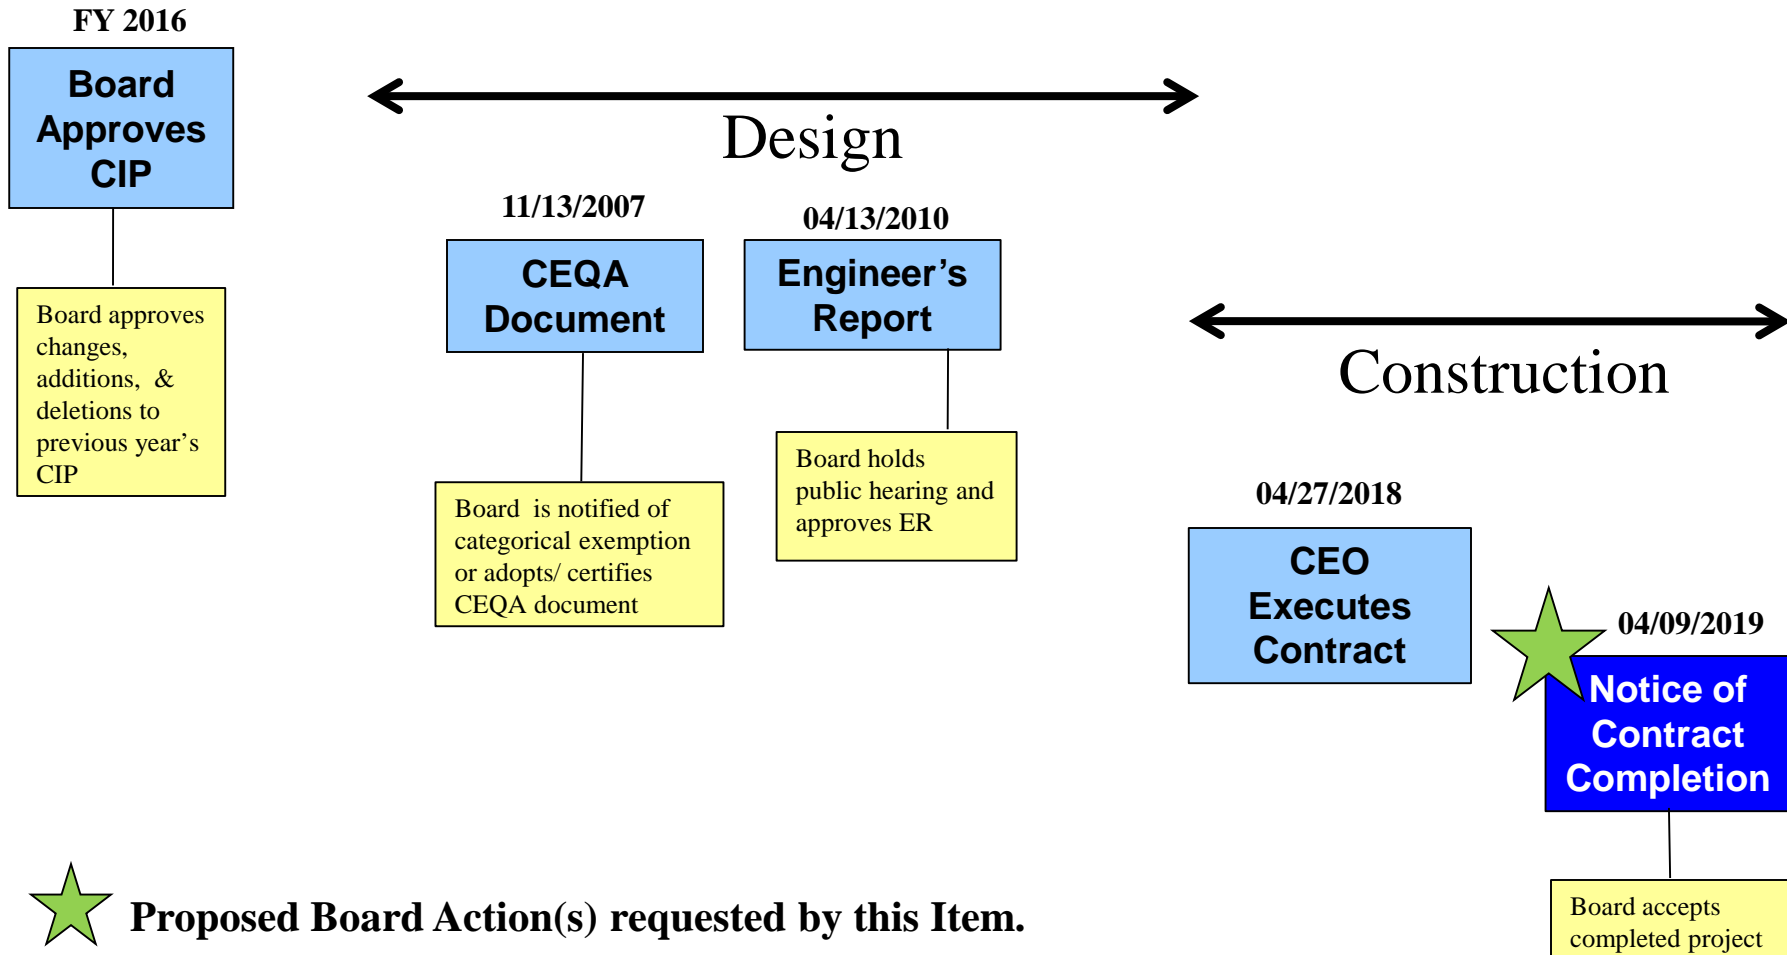 FY 2016
Board
Approves
CIP
Board approves
changes,
additions, &
deletions to
previous year’s
CIP
Design
11/13/2007
CEQA
Document
Board is notified of
categorical exemption
or adopts/ certifies
CEQA document
04/13/2010
Engineer’s
Report
Board holds
public hearing and
approves ER
Construction
04/27/2018
CEO
Executes
Contract
04/09/2019
Notice of
Contract
Completion
Board accepts
completed project
Proposed Board Action(s) requested by this Item.